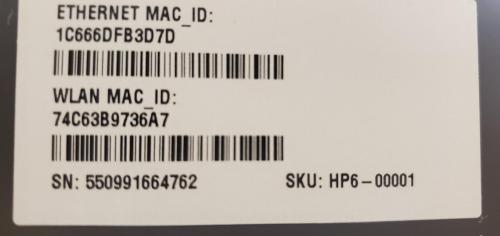 ETHERNET MAC_ID:
1C666DFB3D7D
WLAN MAC_ID:
74C63B9736A7
SN: 550991664762 SKU: HP6-00001